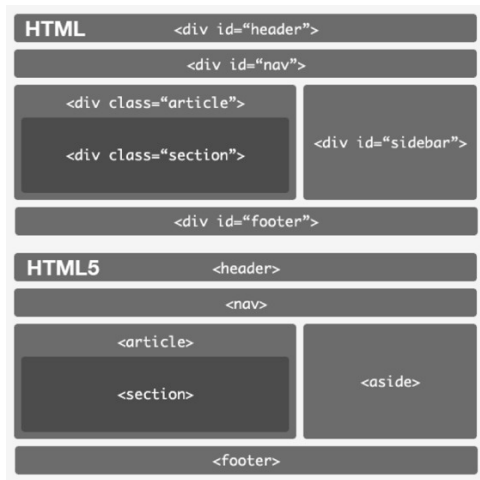 HTML <div id=“header”>
<div id=“nav”>
<div class=“article”>
<div class=“section”>
<div id=“sidebar”>
<div id=“footer”>
HTML5 <header>
<nav>
<article>
<section>
<aside>
<footer>